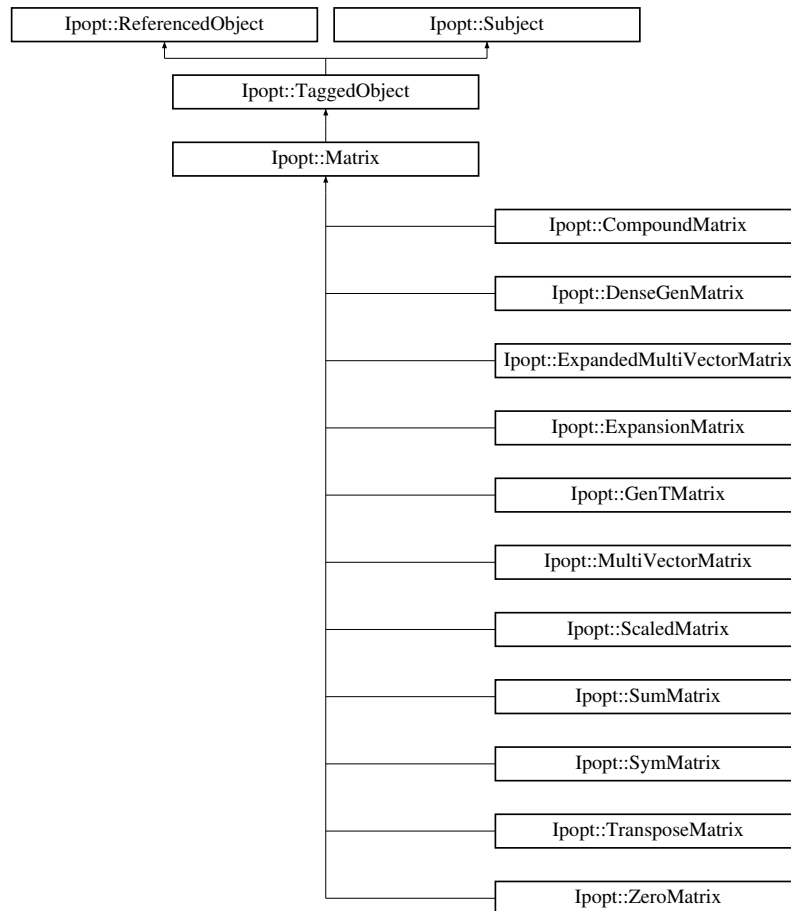 Ipopt::ReferencedObject
Ipopt::Subject
Ipopt::TaggedObject
Ipopt::Matrix
Ipopt::CompoundMatrix
Ipopt::DenseGenMatrix
Ipopt::ExpandedMultiVectorMatrix
Ipopt::ExpansionMatrix
Ipopt::GenTMatrix
Ipopt::MultiVectorMatrix
Ipopt::ScaledMatrix
Ipopt::SumMatrix
Ipopt::SymMatrix
Ipopt::TransposeMatrix
Ipopt::ZeroMatrix